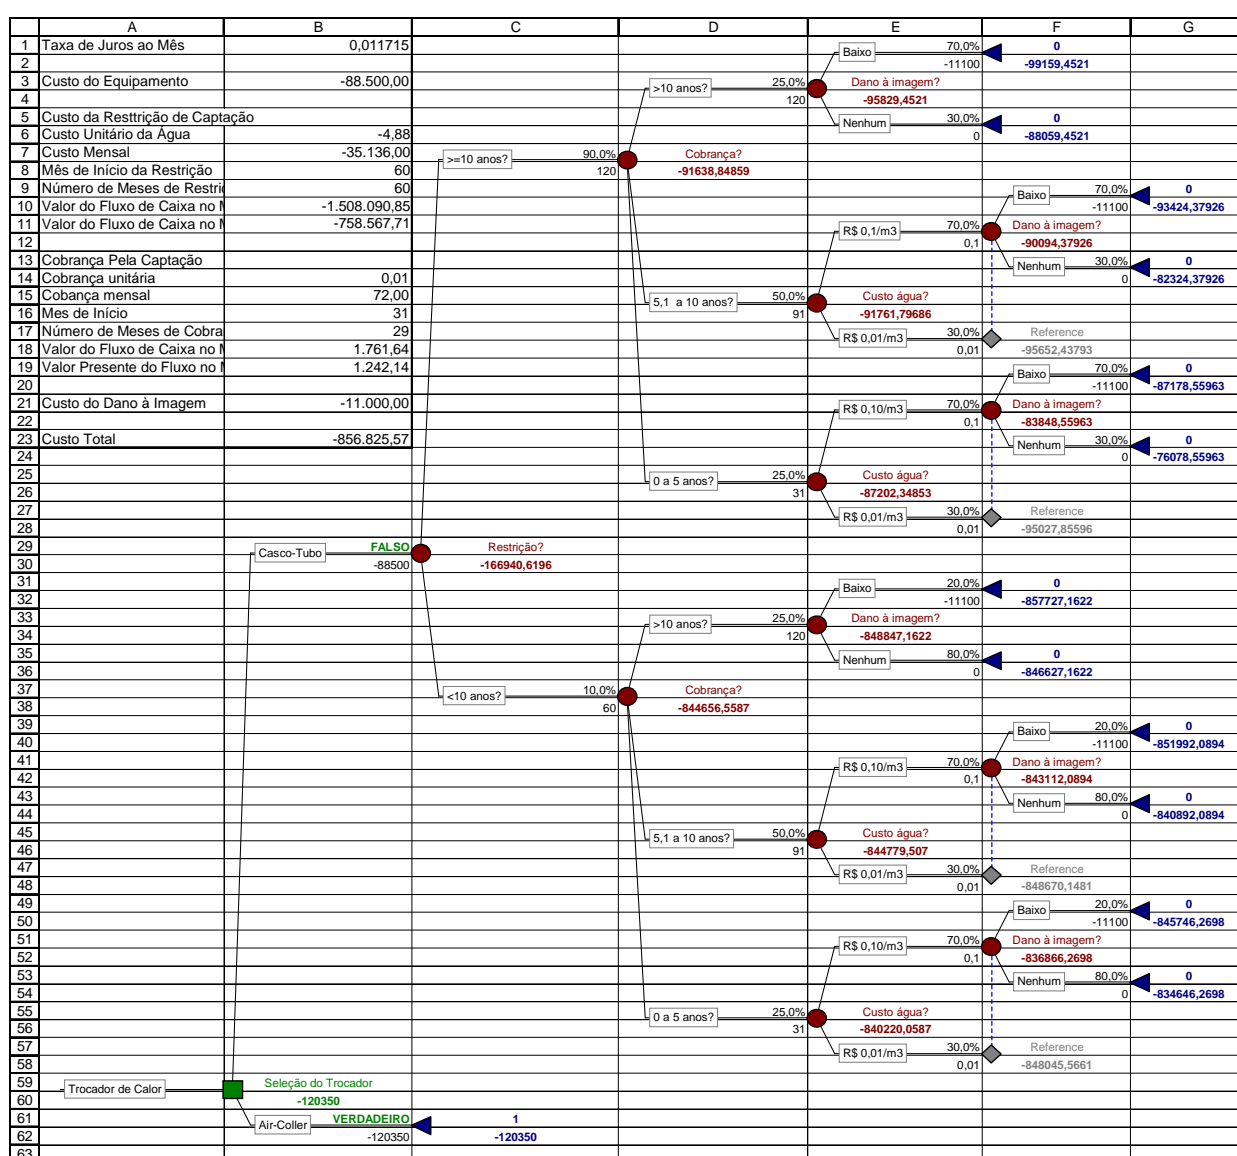 A B C D E F G
1 Taxa de Juros ao Mês 0,011715 Baixo 70,0% 0
2 -11100 -99159,4521
3 Custo do Equipamento -88.500,00 >10 anos? 25,0% Dano à imagem?
4 120 -95829,4521
5 Custo da Resttrição de Captação Nenhum 30,0% 0
6 Custo Unitário da Água -4,88 0 -88059,4521
7 Custo Mensal -35.136,00 >=10 anos? 90,0% Cobrança?
8 Mês de Início da Restrição 60 120 -91638,84859
9 Número de Meses de Restri 60 Baixo 70,0% 0
10 Valor do Fluxo de Caixa no M -1.508.090,85 -11100 -93424,37926
11 Valor do Fluxo de Caixa no M -758.567,71 R$ 0,1/m3 70,0% Dano à imagem?
12 0,1 -90094,37926
13 Cobrança Pela Captação Nenhum 30,0% 0
14 Cobrança unitária 0,01 0 -82324,37926
15 Cobança mensal 72,00 5,1 a 10 anos? 50,0% Custo água?
16 Mes de Início 31 91 -91761,79686
17 Número de Meses de Cobra 29 R$ 0,01/m3 30,0% Reference
18 Valor do Fluxo de Caixa no M 1.761,64 0,01 -95652,43793
19 Valor Presente do Fluxo no M 1.242,14 Baixo 70,0% 0
20 -11100 -87178,55963
21 Custo do Dano à Imagem -11.000,00 R$ 0,10/m3 70,0% Dano à imagem?
22 0,1 -83848,55963
23 Custo Total -856.825,57 Nenhum 30,0% 0
24 0 -76078,55963
25 0 a 5 anos? 25,0% Custo água?
26 31 -87202,34853
27 R$ 0,01/m3 30,0% Reference
28 0,01 -95027,85596
29 Casco-Tubo FALSO Restrição?
30 -88500 -166940,6196
31 Baixo 20,0% 0
32 -11100 -857727,1622
33 >10 anos? 25,0% Dano à imagem?
34 120 -848847,1622
35 Nenhum 80,0% 0
36 0 -846627,1622
37 <10 anos? 10,0% Cobrança?
38 60 -844656,5587
39 Baixo 20,0% 0
40 -11100 -851992,0894
41 R$ 0,10/m3 70,0% Dano à imagem?
42 0,1 -843112,0894
43 Nenhum 80,0% 0
44 0 -840892,0894
45 5,1 a 10 anos? 50,0% Custo água?
46 91 -844779,507
47 R$ 0,01/m3 30,0% Reference
48 0,01 -848670,1481
49 Baixo 20,0% 0
50 -11100 -845746,2698
51 R$ 0,10/m3 70,0% Dano à imagem?
52 0,1 -836866,2698
53 Nenhum 80,0% 0
54 0 -834646,2698
55 0 a 5 anos? 25,0% Custo água?
56 31 -840220,0587
57 R$ 0,01/m3 30,0% Reference
58 0,01 -848045,5661
59 Trocador de Calor Seleção do Trocador
60 -120350
61 Air-Coller VERDADEIRO 1
62 -120350 -120350
63